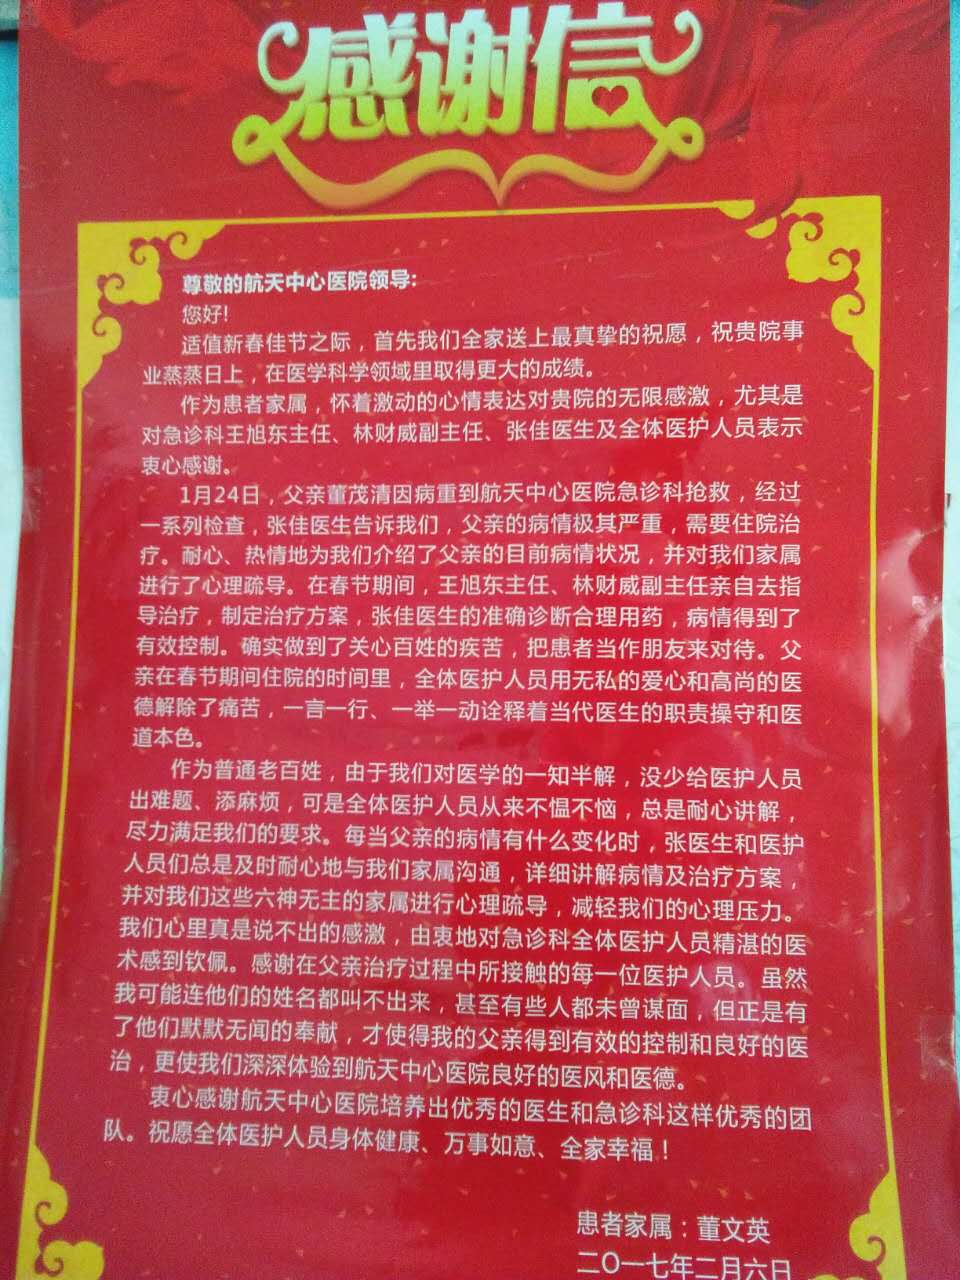 感谢信
尊敬的航天中心医院领导:
您好!
适值新春佳节之际，首先我们全家送上最真挚的祝愿，祝贵院事
业蒸蒸日上，在医学科学领域里取得更大的成绩。
作为患者家属，怀着激动的心情表达对贵院的无限感激，尤其是
对急诊科王旭东主任、林财威副主任、张佳医生及全体医护人员表示
衷心感谢。
1月24日，父亲董茂清因病重到航天中心医院急诊科抢救，经过
一系列检查，张佳医生告诉我们，父亲的病情极其严重，需要住院治
疗。耐心、热情地为我们介绍了父亲的目前病情状况，并对我们家属
进行了心理疏导。在春节期间，王旭东主任、林财威副主任亲自去指
导治疗，制定治疗方案，张佳医生的准确诊断合理用药，病情得到了
有效控制。确实做到了关心百姓的疾苦，把患者当作朋友来对待。父
亲在春节期间住院的时间里，全体医护人员用无私的爱心和高尚的医
德解除了痛苦，一言一行、一举一动诠释着当代医生的职责操守和医
道本色。
作为普通老百姓，由于我们对医学的一知半解，没少给医护人员
出难题、添麻烦，可是全体医护人员从来不愠不恼，总是耐心讲解，
尽力满足我们的要求。每当父亲的病情有什么变化时，张医生和医护
人员们总是及时耐心地与我们家属沟通，详细讲解病情及治疗方案，
并对我们这些六神无主的家属进行心理疏导，减轻我们的心理压力。
我们心里真是说不出的感激，由衷地对急诊科全体医护人员精湛的医
术感到钦佩。感谢在父亲治疗过程中所接触的每一位医护人员。虽然
我可能连他们的姓名都叫不出来，甚至有些人都未曾谋面，但正是有
了他们默默无闻的奉献，才使得我的父亲得到有效的控制和良好的医
治，更使我们深深体验到航天中心医院良好的医风和医德。
衷心感谢航天中心医院培养出优秀的医生和急诊科这样优秀的团
队。祝愿全体医护人员身体健康、万事如意、全家幸福！
患者家属：董文英
二〇一七年二月六日